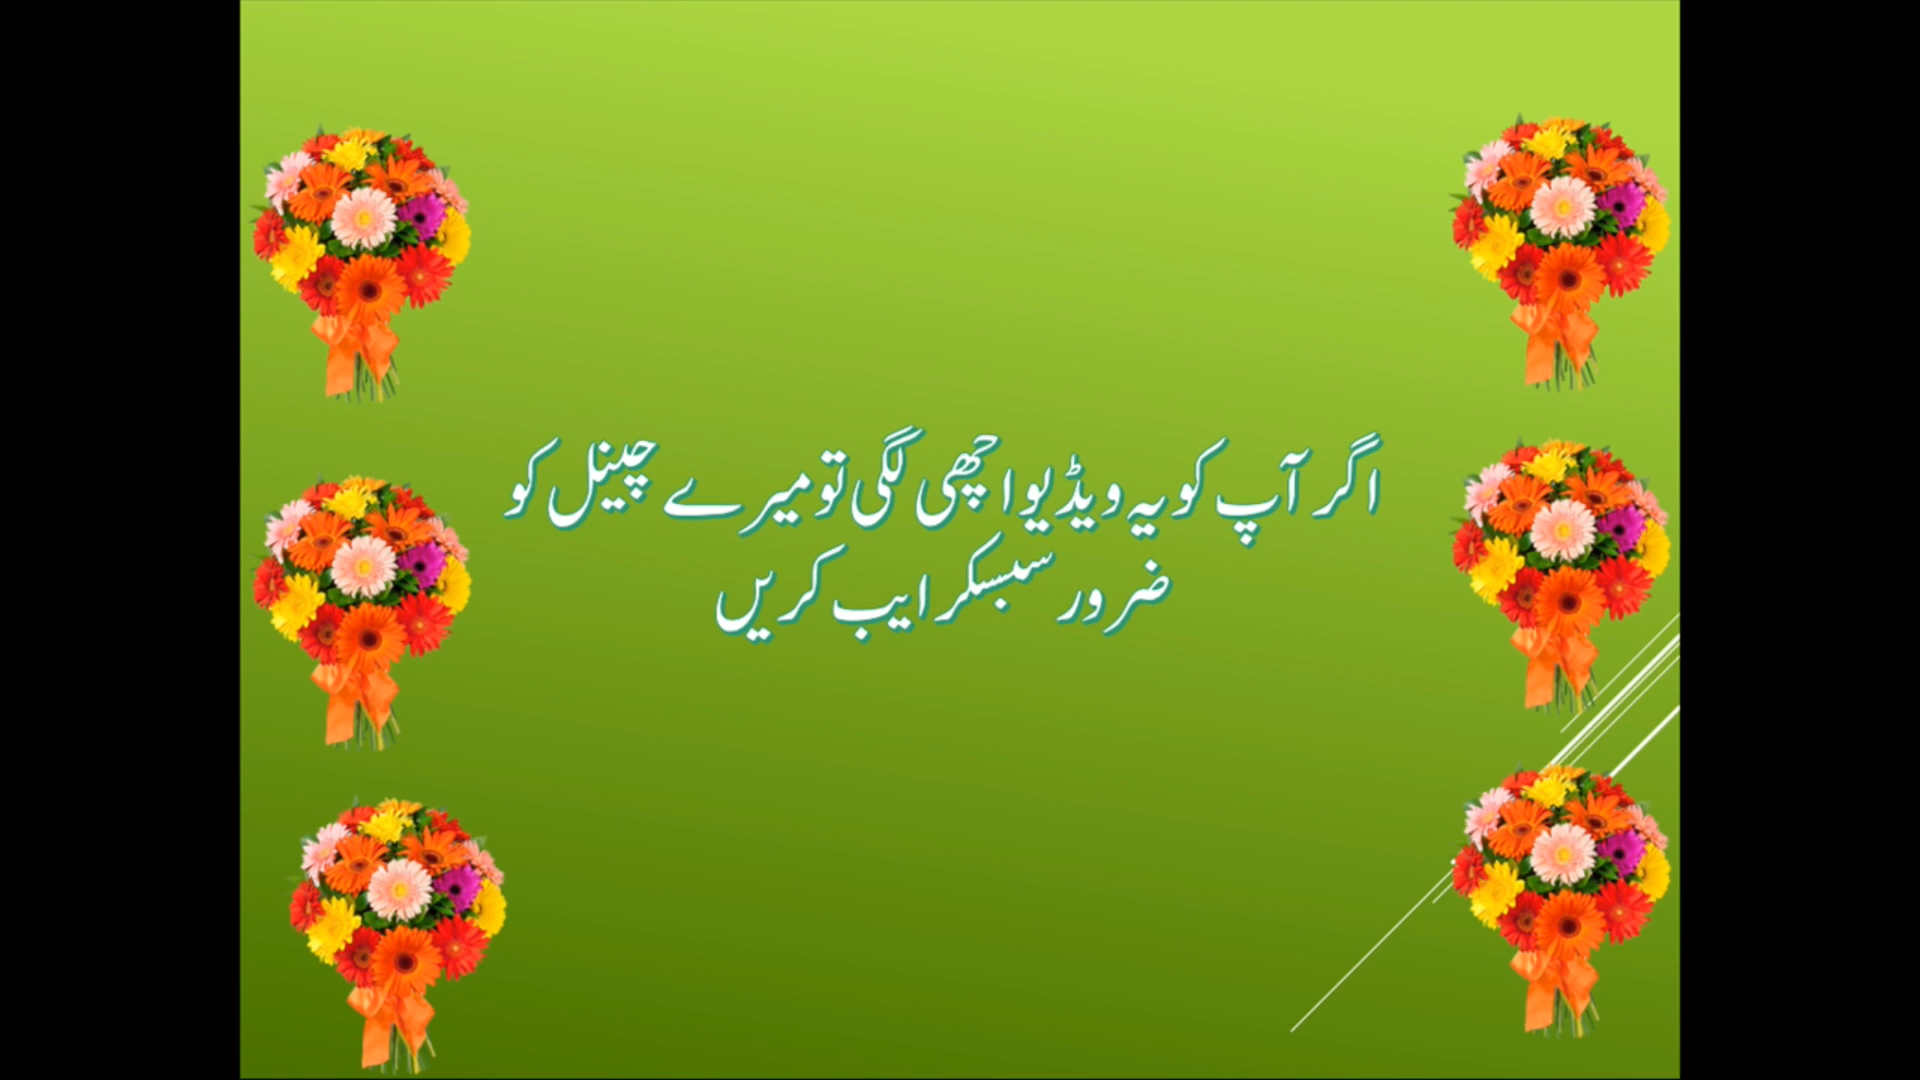 اگر آپ کو یہ ویڈیو اچھی لگی تو میرے چینل کو
ضرور سبسکرایب کریں